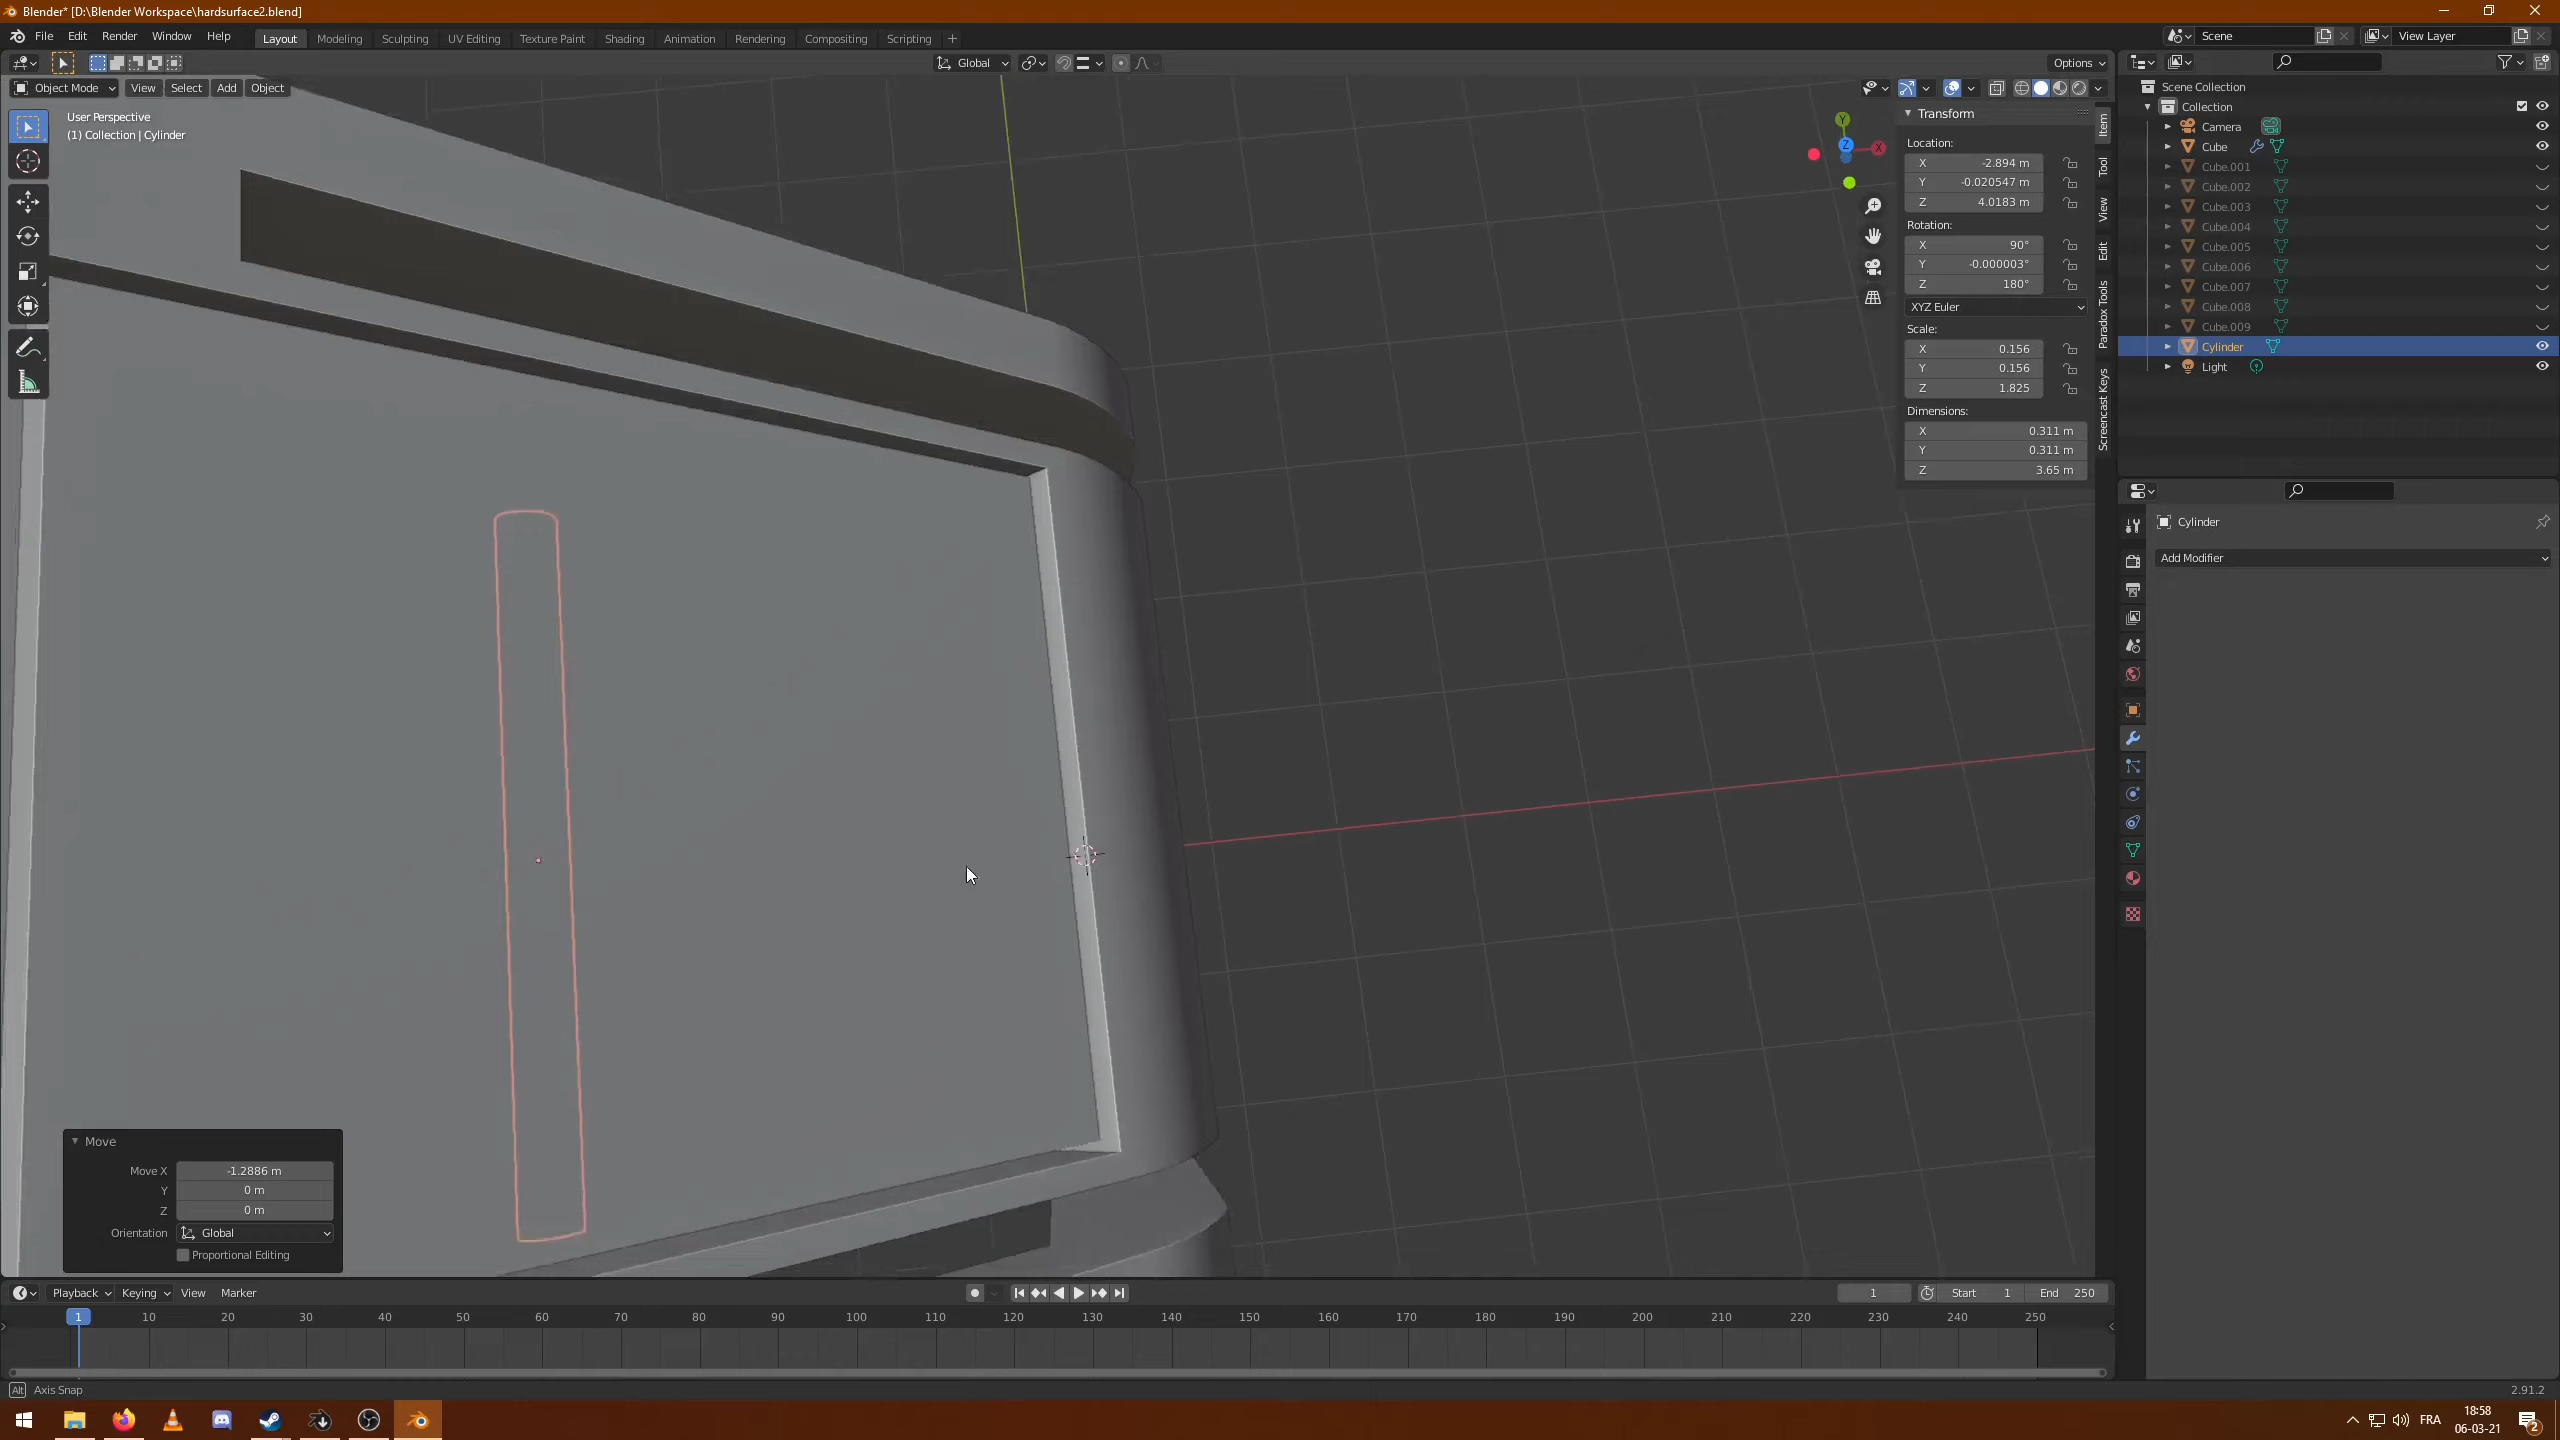 Blender* [D:\Blender Workspace\hardsurface2.blend]
File Edit Render Window Help
Layout Modeling Sculpting UV Editing Texture Paint Shading Animation Rendering Compositing Scripting +
Scene
View Layer
Global
Options
Object Mode View Select Add Object
User Perspective
(1) Collection | Cylinder
Y
Z
X
Transform
Location:
X -2.894 m
Y -0.020547 m
Z 4.0183 m
Rotation:
X 90°
Y -0.000003°
Z 180°
XYZ Euler
Scale:
X 0.156
Y 0.156
Z 1.825
Dimensions:
X 0.311 m
Y 0.311 m
Z 3.65 m
Item
Tool
View
Edit
Paradox Tools
Screencast Keys
Scene Collection
Collection
Camera
Cube
Cube.001
Cube.002
Cube.003
Cube.004
Cube.005
Cube.006
Cube.007
Cube.008
Cube.009
Cylinder
Light
Cylinder
Add Modifier
Move
Move X -1.2886 m
Y 0 m
Z 0 m
Orientation Global
Proportional Editing
Playback Keying View Marker
1 Start 1 End 250
1 10 20 30 40 50 60 70 80 90 100 110 120 130 140 150 160 170 180 190 200 210 220 230 240 250
Alt Axis Snap
2.91.2
FRA
18:58
06-03-21
2